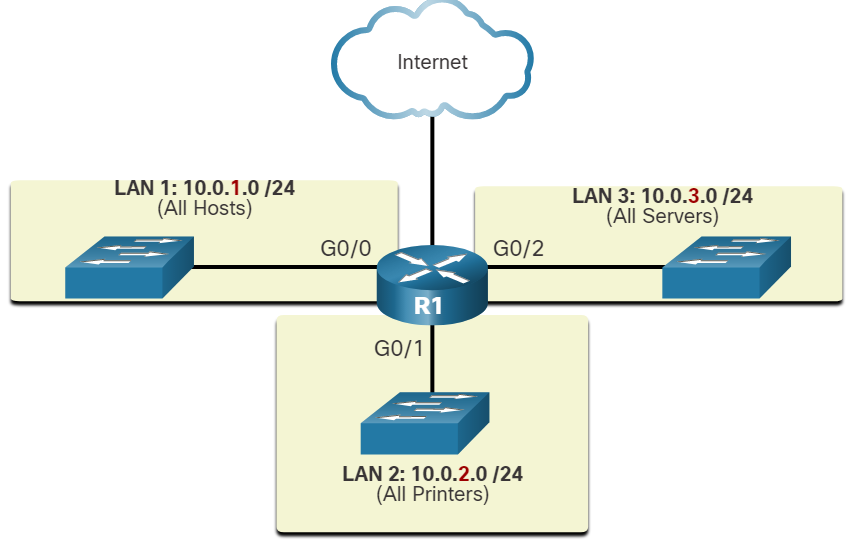 Internet
LAN 1: 10.0.1.0 /24
(All Hosts)
LAN 3: 10.0.3.0 /24
(All Servers)
G0/0
G0/2
R1
G0/1
LAN 2: 10.0.2.0 /24
(All Printers)